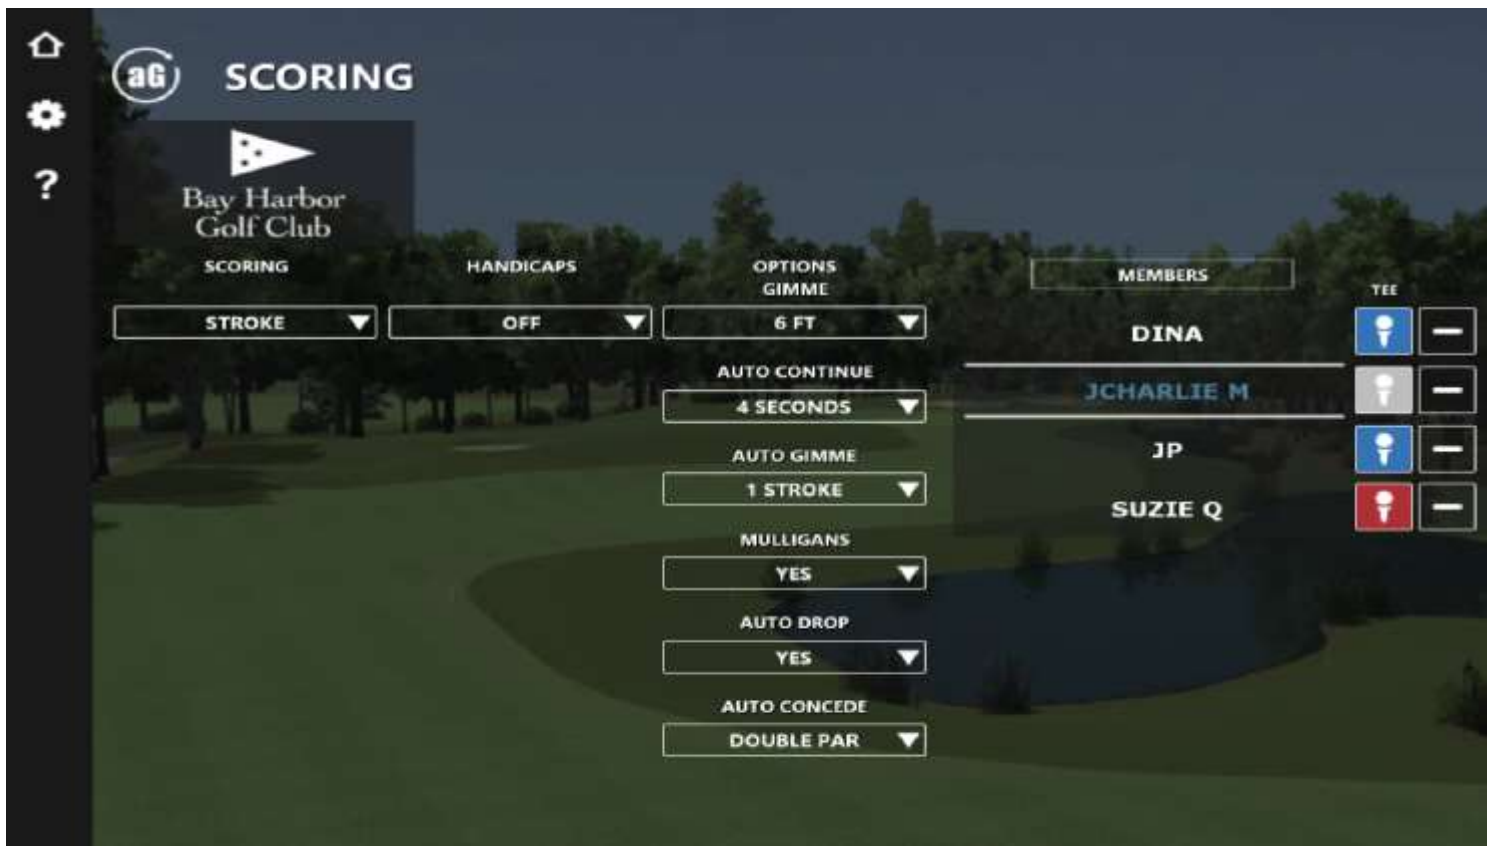 aG SCORING
?
Bay Harbor
Golf Club
SCORING
STROKE
HANDICAPS
OFF
OPTIONS
GIMME
6 FT
AUTO CONTINUE
4 SECONDS
AUTO GIMME
1 STROKE
MULLIGANS
YES
AUTO DROP
YES
AUTO CONCEDE
DOUBLE PAR
MEMBERS
TEE
DINA
JCHARLIE M
JP
SUZIE Q